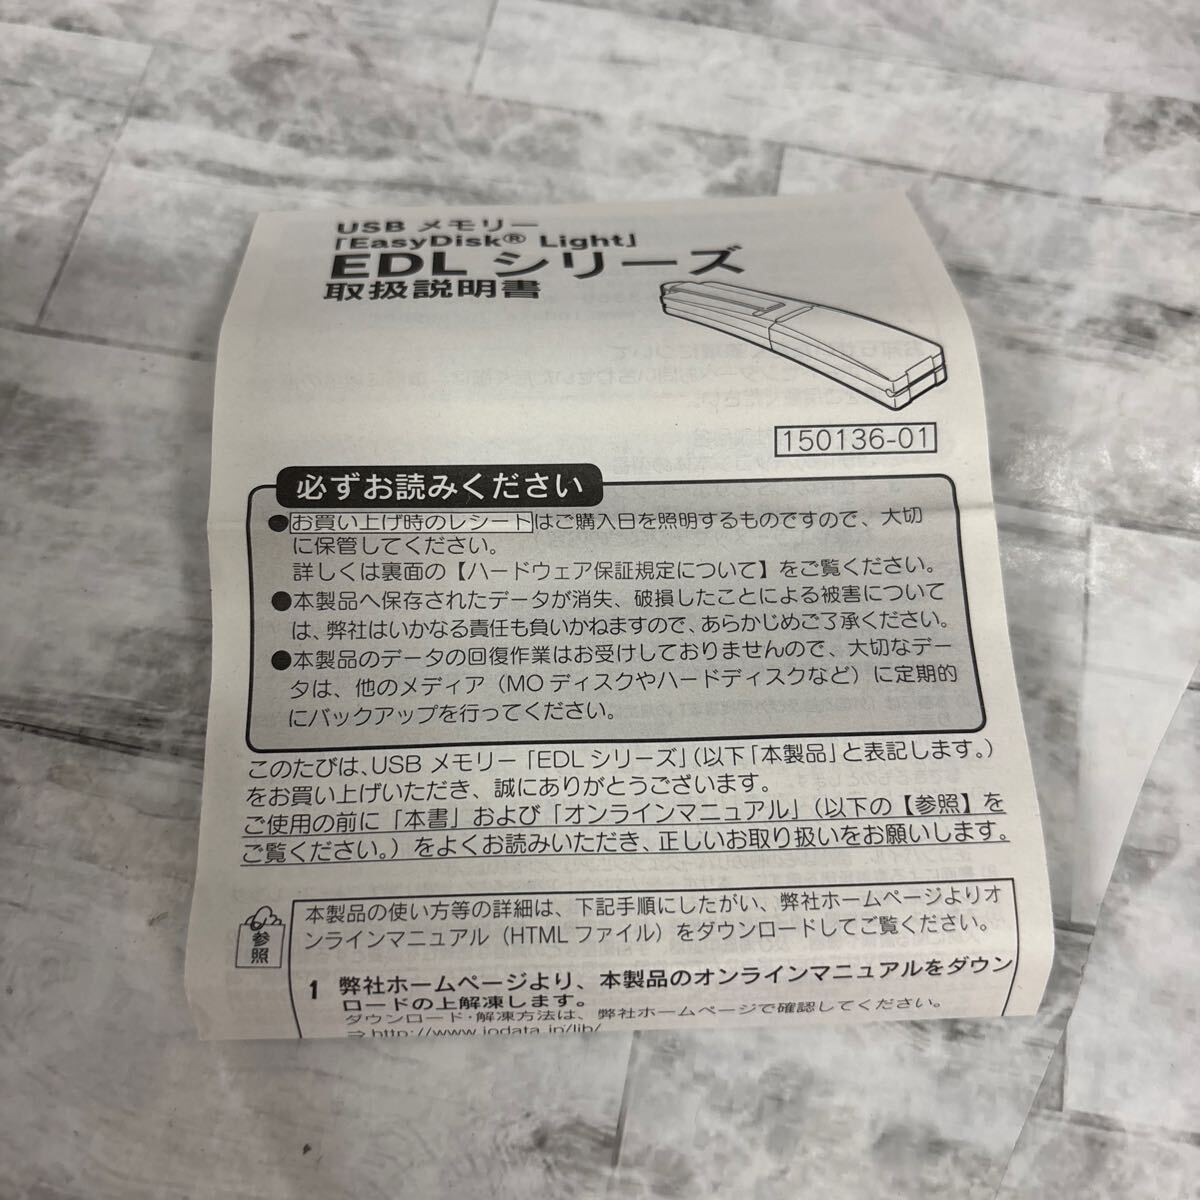 USB メモリー
「EasyDisk® Light」
EDL シリーズ
取扱説明書
150136-01
必ずお読みください
●お買い上げ時のレシートはご購入日を照明するものですので、大切
に保管してください。
詳しくは裏面の【ハードウェア保証規定について】をご覧ください。
●本製品へ保存されたデータが消失、破損したことによる被害について
は、弊社はいかなる責任も負いかねますので、あらかじめご了承ください。
●本製品のデータの回復作業はお受けしておりませんので、大切なデー
タは、他のメディア（MO ディスクやハードディスクなど）に定期的
にバックアップを行ってください。
このたびは、USB メモリー「EDL シリーズ」（以下「本製品」と表記します。）
をお買い上げいただき、誠にありがとうございます。
ご使用の前に「本書」および「オンラインマニュアル」（以下の【参照】を
ご覧ください。）をよくお読みいただき、正しいお取り扱いをお願いします。
参照
本製品の使い方等の詳細は、下記手順にしたがい、弊社ホームページよりオ
ンラインマニュアル（HTML ファイル）をダウンロードしてご覧ください。
1 弊社ホームページより、本製品のオンラインマニュアルをダウン
ロードの上解凍します。
ダウンロード・解凍方法は、弊社ホームページで確認してください。
⇒ http://www.iodata.jp/lib/